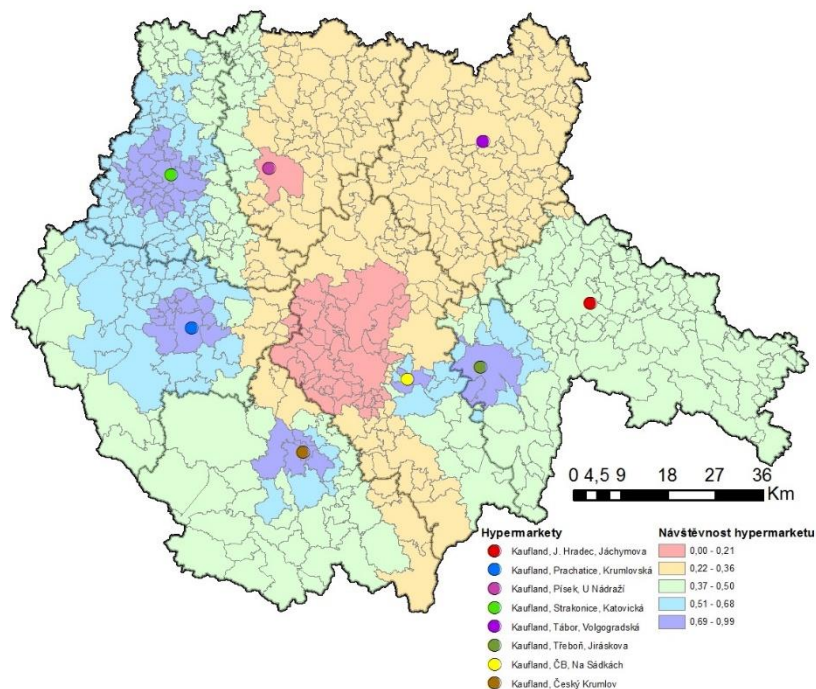 0 4,5 9 18 27 36
Km
Hypermarkety
Kaufland, J. Hradec, Jáchymova
Kaufland, Prachatice, Krumlovská
Kaufland, Písek, U Nádraží
Kaufland, Strakonice, Katovická
Kaufland, Tábor, Volgogradská
Kaufland, Třeboň, Jiráskova
Kaufland, ČB, Na Sádkách
Kaufland, Český Krumlov
Návštěvnost hypermarketu
0,00 - 0,21
0,22 - 0,36
0,37 - 0,50
0,51 - 0,68
0,69 - 0,99